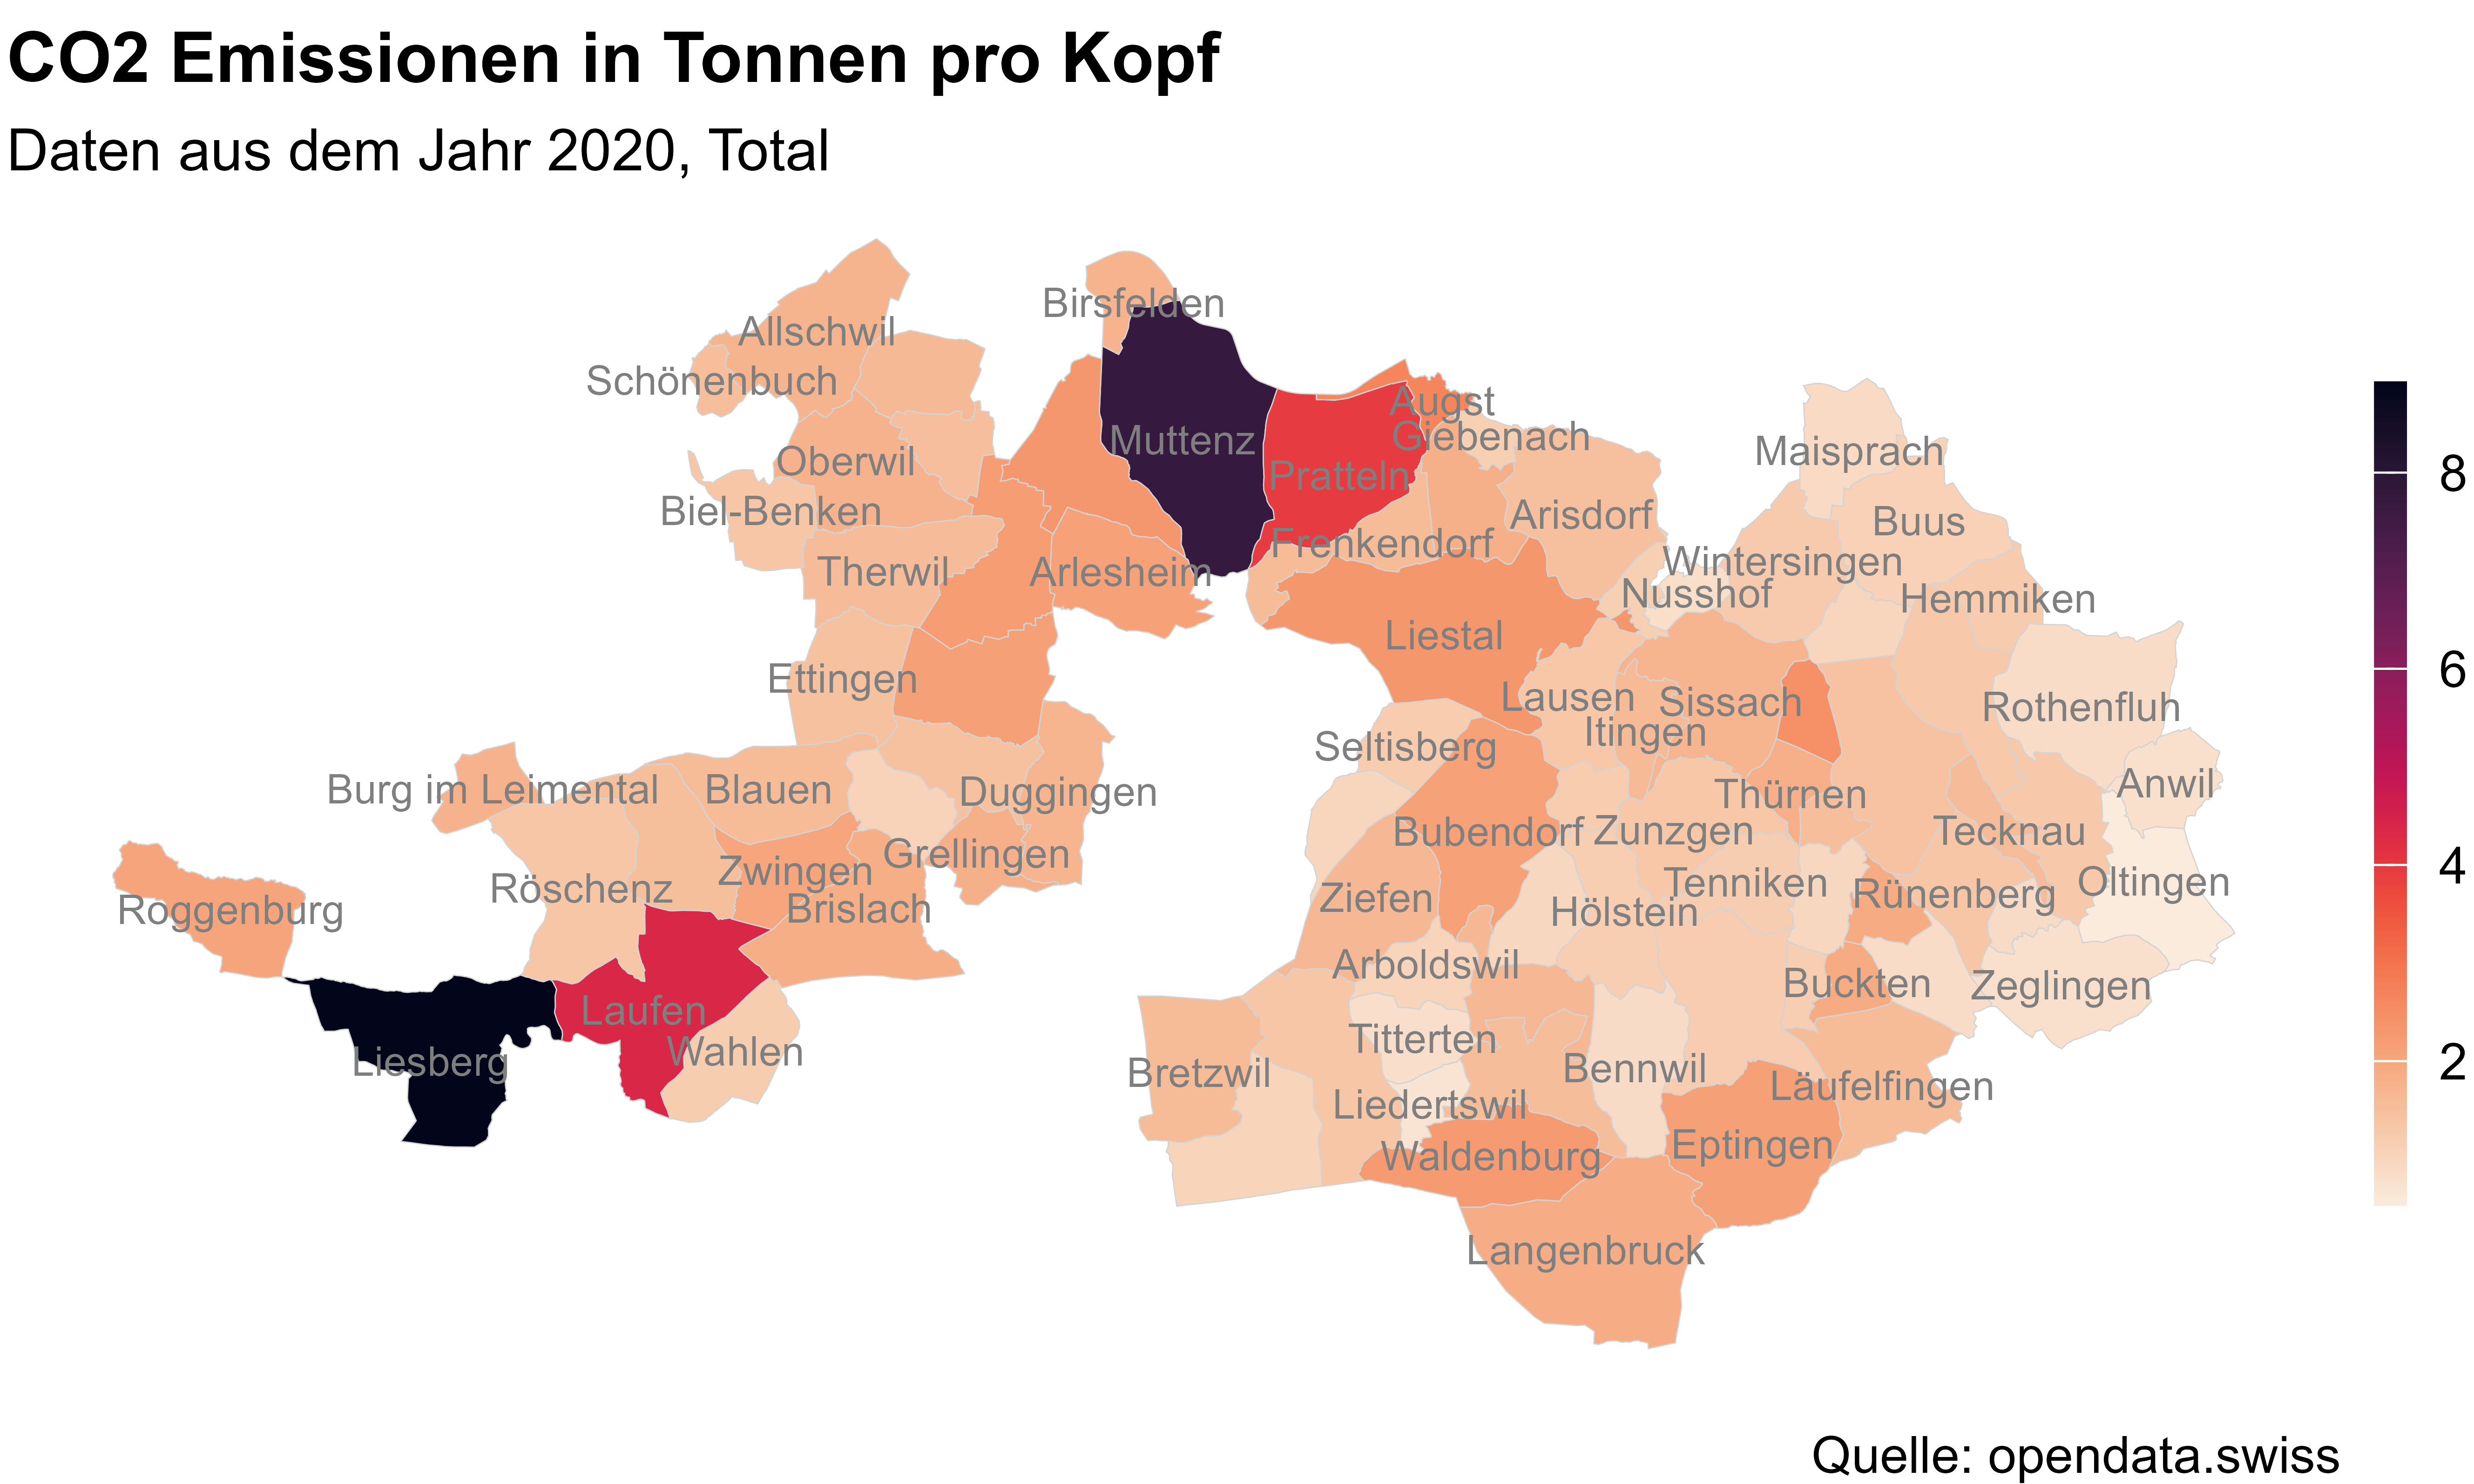 CO2 Emissionen in Tonnen pro Kopf
Daten aus dem Jahr 2020, Total
Birsfelden
Allschwil
Schönenbuch
Augst
Muttenz
Giebenach
Maisprach
Oberwil
Pratteln
Biel-Benken
Arisdorf
Buus
Frenkendorf
Wintersingen
Therwil
Arlesheim
Nusshof
Hemmiken
Liestal
Ettingen
Lausen
Sissach
Rothenfluh
Itingen
Seltisberg
Burg im Leimental
Blauen
Duggingen
Thürnen
Anwil
Bubendorf
Zunzgen
Tecknau
Grellingen
Zwingen
Röschenz
Tenniken
Oltingen
Ziefen
Rünenberg
Roggenburg
Brislach
Hölstein
Arboldswil
Buckten
Zeglingen
Laufen
Titterten
Wahlen
Liesberg
Bretzwil
Bennwil
Läufelfingen
Liedertswil
Waldenburg
Eptingen
Langenbruck
8
6
4
2
Quelle: opendata.swiss